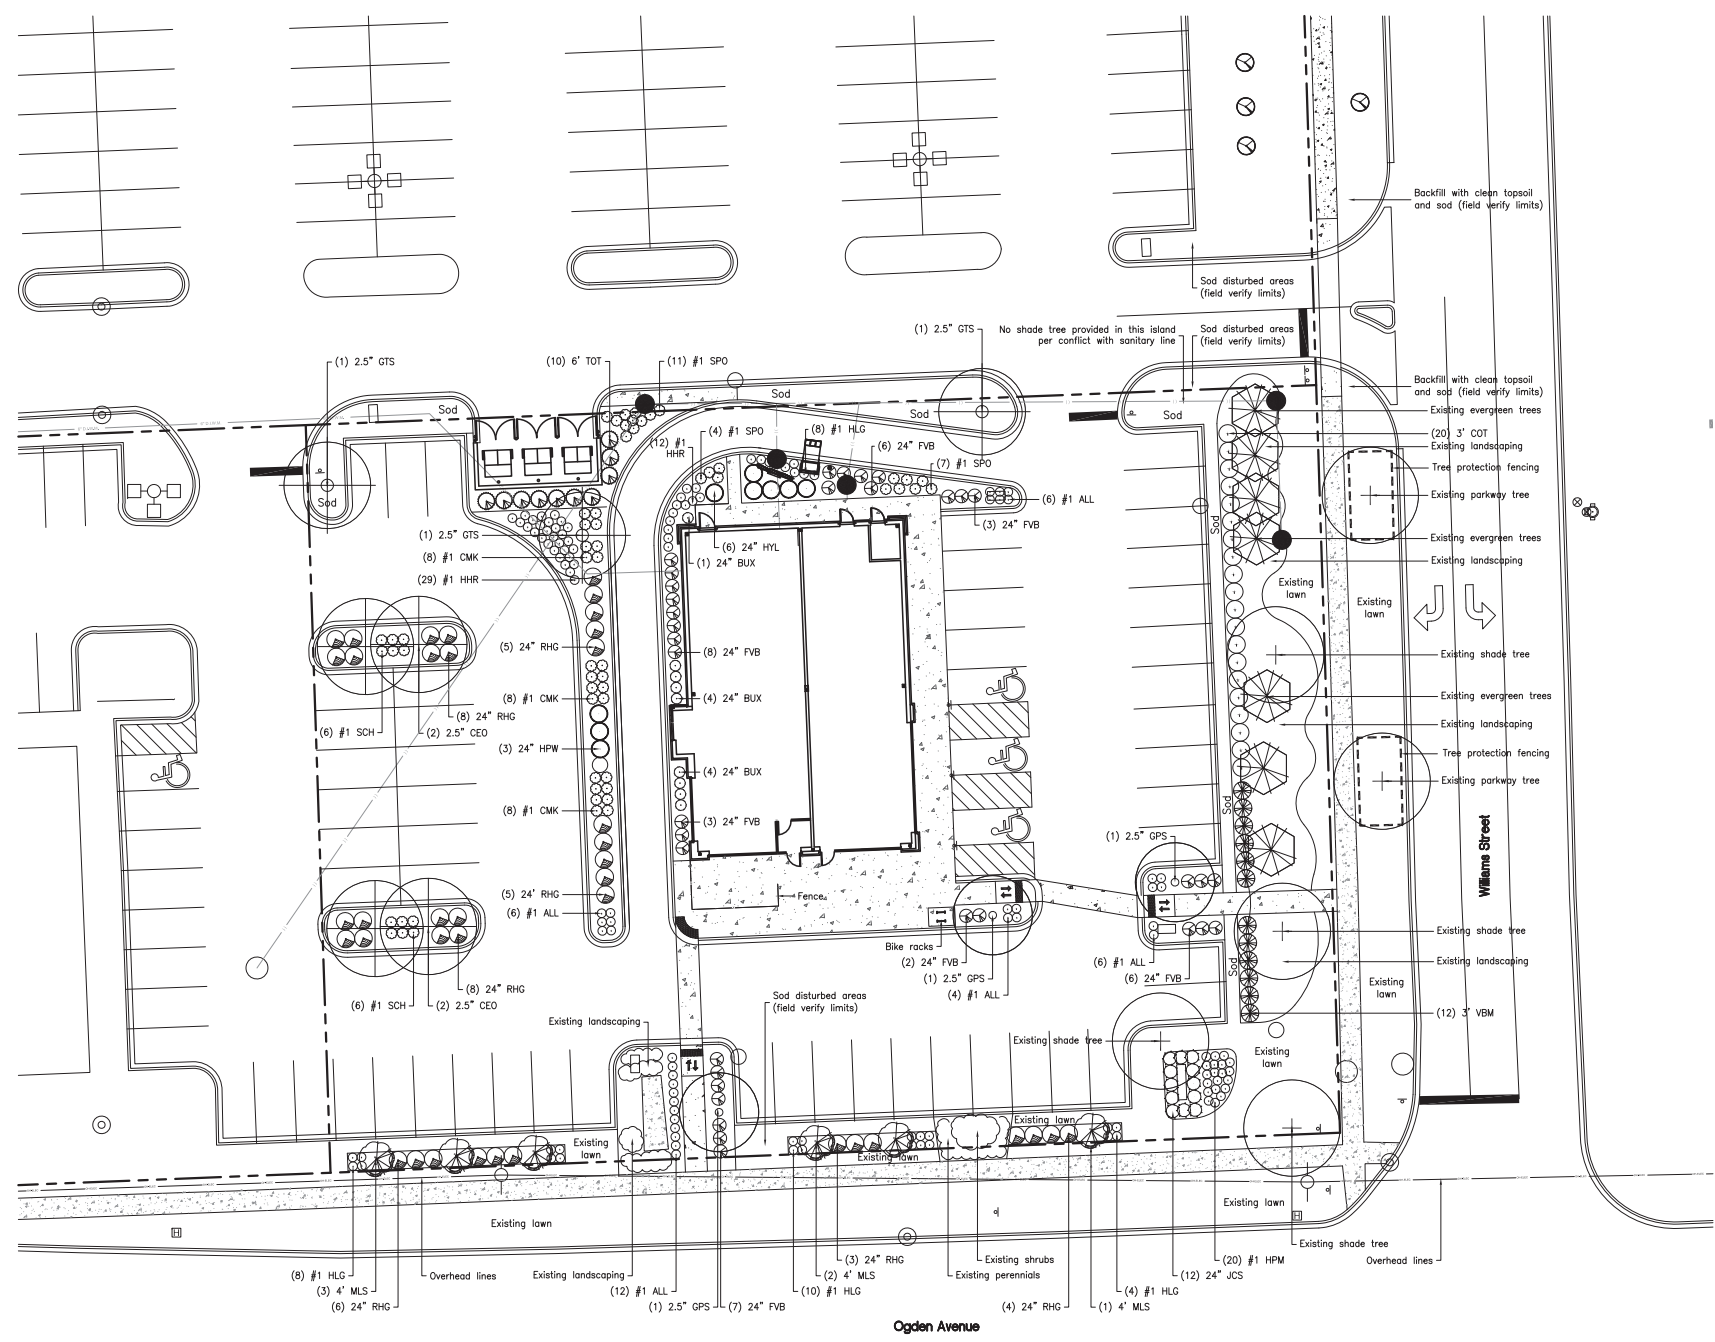 Backfill with clean topsoil
and sod (field verify limits)
Sod disturbed areas
(field verify limits)
(1) 2.5" GTS
No shade tree provided in this island
per conflict with sanitary line
Sod disturbed areas
(field verify limits)
(1) 2.5" GTS
(10) 6' TOT
(11) #1 SPO
Backfill with clean topsoil
and sod (field verify limits)
Sod
Sod
Sod
Sod
Existing evergreen trees
(4) #1 SPO
(8) #1 HLG
(12) #1
HHR
(6) 24" FVB
(20) 3' COT
Existing landscaping
(7) #1 SPO
Tree protection fencing
Sod
(6) #1 ALL
Existing parkway tree
(3) 24" FVB
Sod
(1) 2.5" GTS
(6) 24" HYL
Existing evergreen trees
(8) #1 CMK
(1) 24" BUX
Existing landscaping
(29) #1 HHR
Existing
lawn
Existing
lawn
(5) 24" RHG
(8) 24" FVB
Existing shade tree
(8) #1 CMK
(4) 24" BUX
Existing evergreen trees
(8) 24" RHG
(6) #1 SCH
(2) 2.5" CEO
Existing landscaping
(3) 24" HPW
Tree protection fencing
(4) 24" BUX
Existing parkway tree
Sod
(8) #1 CMK
(3) 24" FVB
(1) 2.5" GPS
Williams Street
(5) 24' RHG
Fence
(6) #1 ALL
Existing shade tree
Bike racks
(2) 24" FVB
(6) #1 ALL
Existing landscaping
Sod
(1) 2.5" GPS
(6) 24" FVB
(8) 24" RHG
(4) #1 ALL
Existing
lawn
(6) #1 SCH
(2) 2.5" CEO
Sod disturbed areas
(field verify limits)
(12) 3' VBM
Existing landscaping
Existing shade tree
Existing
lawn
Existing lawn
Existing
lawn
Existing lawn
Existing lawn
Existing lawn
H
H
Existing shade tree
(3) 24" RHG
Existing shrubs
(20) #1 HPM
Overhead lines
(8) #1 HLG
Overhead lines
Existing landscaping
(2) 4' MLS
Existing perennials
(12) 24" JCS
(3) 4' MLS
(12) #1 ALL
(10) #1 HLG
(4) #1 HLG
(6) 24" RHG
(1) 2.5" GPS
(7) 24" FVB
(4) 24" RHG
(1) 4' MLS
Ogden Avenue